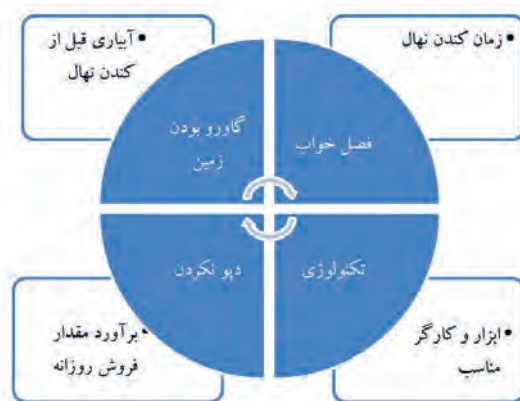 • زمان کندن نهال
• آبیاری قبل از
کندن نهال
فصل خواب
گاورو بودن
زمین
تکنولوژی
دپو نکردن
• ابزار و کارگر
مناسب
• برآورد مقدار
فروش روزانه